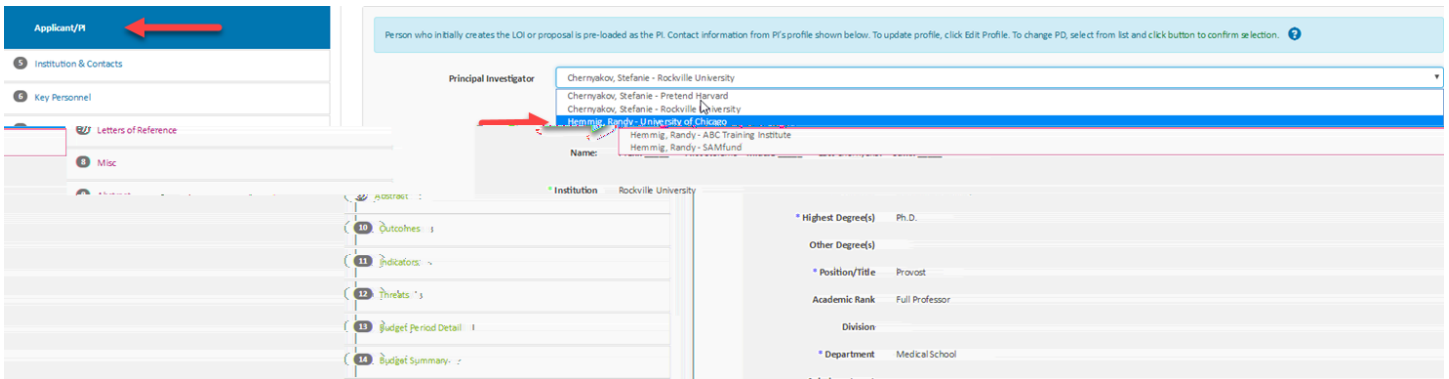 Applicant/PI
5 Institution & Contacts
6 Key Personnel
Letters of Reference
8 Misc
Abstract
10 Outcomes
11 Indicators
12 Threats
13 Budget Period Detail
14 Budget Summary
Person who initially creates the LOI or proposal is pre-loaded as the PI. Contact information from PI's profile shown below. To update profile, click Edit Profile. To change PD, select from list and click button to confirm selection. ?
Principal Investigator Chernyakov, Stefanie - Rockville University
Chernyakov, Stefanie - Pretend Harvard
Chernyakov, Stefanie - Rockville University
Hemmig, Randy - University of Chicago
Hemmig, Randy - ABC Training Institute
Hemmig, Randy - SAMfund
Name:
* Institution Rockville University
* Highest Degree(s) Ph.D.
Other Degree(s)
* Position/Title Provost
Academic Rank Full Professor
Division
* Department Medical School